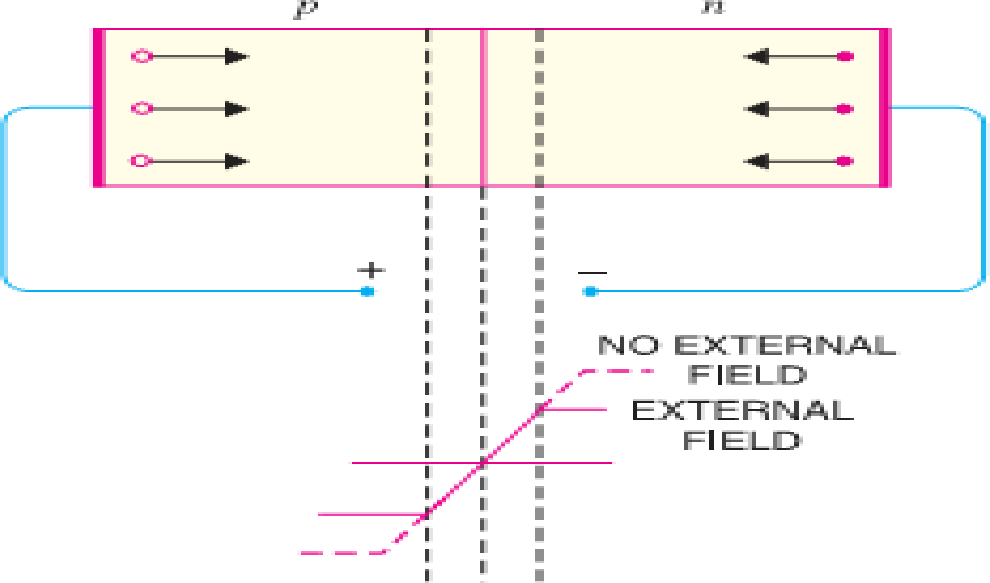 p n
+ –
NO EXTERNAL
FIELD
EXTERNAL
FIELD